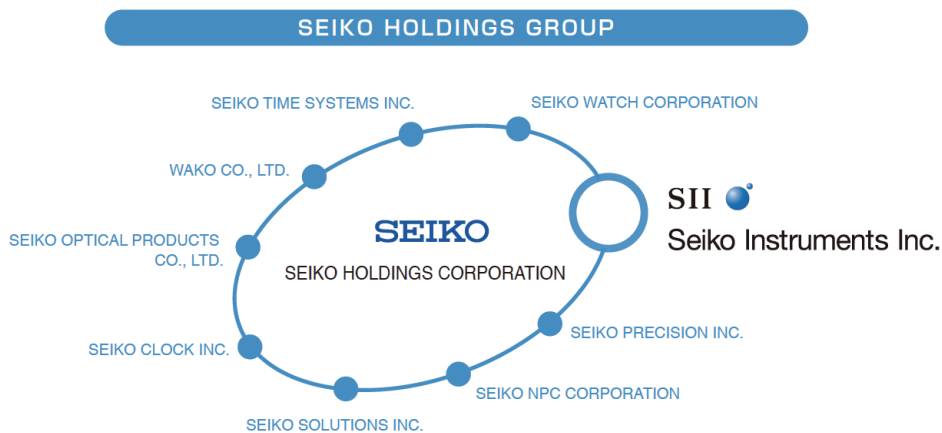 SEIKO HOLDINGS GROUP
SEIKO TIME SYSTEMS INC.
SEIKO WATCH CORPORATION
WAKO CO., LTD.
SII
Seiko Instruments Inc.
SEIKO
SEIKO HOLDINGS CORPORATION
SEIKO OPTICAL PRODUCTS
CO., LTD.
SEIKO PRECISION INC.
SEIKO CLOCK INC.
SEIKO NPC CORPORATION
SEIKO SOLUTIONS INC.